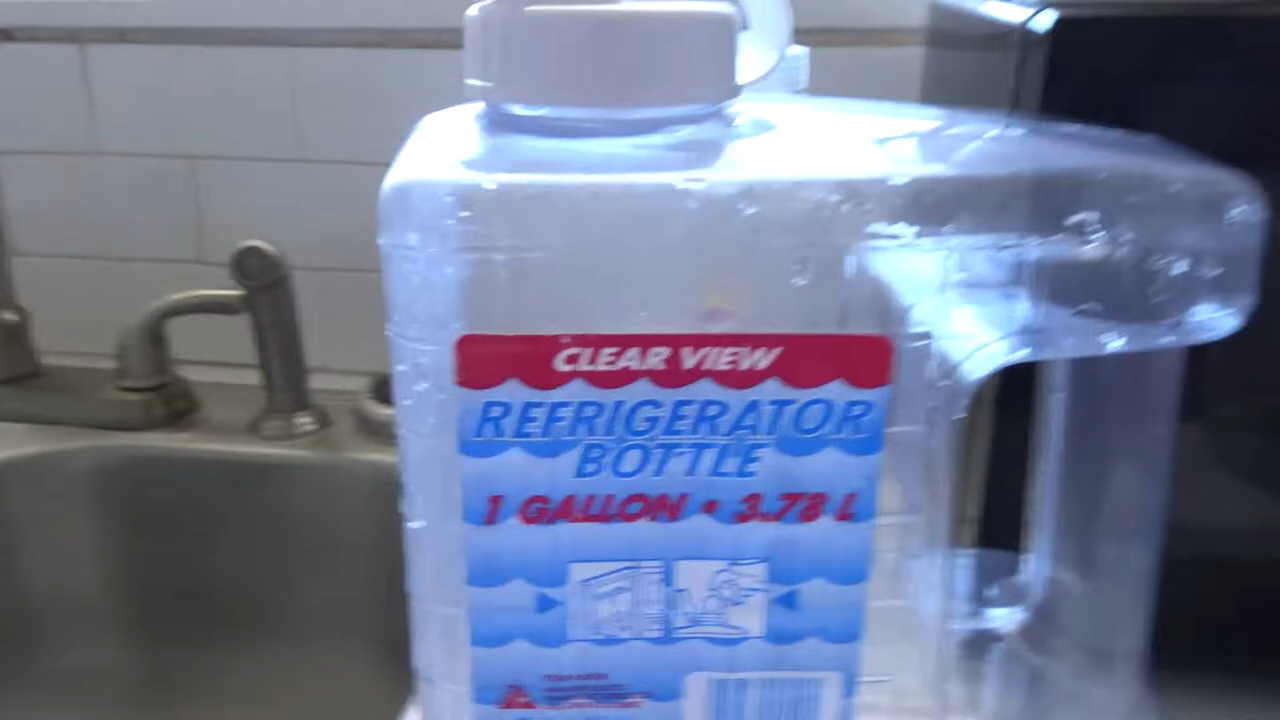 CLEAR VIEW
REFRIGERATOR
BOTTLE
1 GALLON • 3.78 L